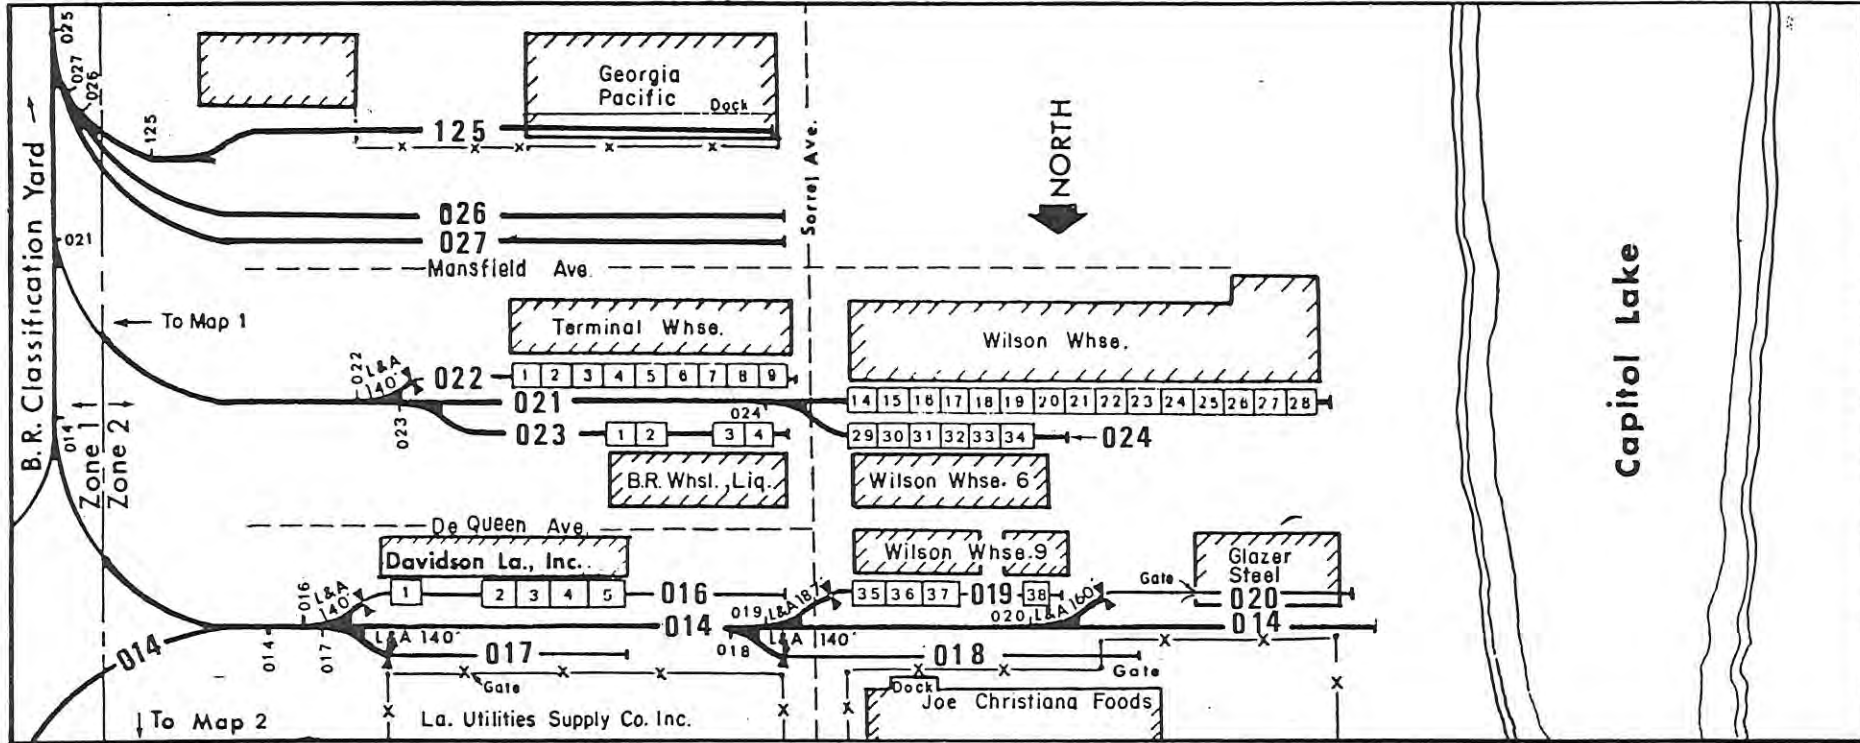 025
027
026
125
B.R. Classification Yard
Georgia
Pacific
Dock
125
Sorrel Ave.
NORTH
026
027
021
Mansfield Ave.
To Map 1
Terminal Whse.
Wilson Whse.
Capitol Lake
022
L&A
140'
022
1 2 3 4 5 6 7 8 9
021
14 15 16 17 18 19 20 21 22 23 24 25 26 27 28
024
023
023
1 2 3 4
29 30 31 32 33 34
024
014
Zone 1
Zone 2
B.R. Whsl. Liq.
Wilson Whse. 6
De Queen Ave.
Davidson La., Inc.
Wilson Whse. 9
Glazer
Steel
Gate
016
L&A
140'
1 2 3 4 5
016
019
L&A 187'
35 36 37
019
38
020
L&A 160'
020
014
014
014
014
017
L&A 140'
017
018
L&A 140'
018
Gate
Gate
To Map 2
La. Utilities Supply Co. Inc.
Dock
Joe Christiana Foods